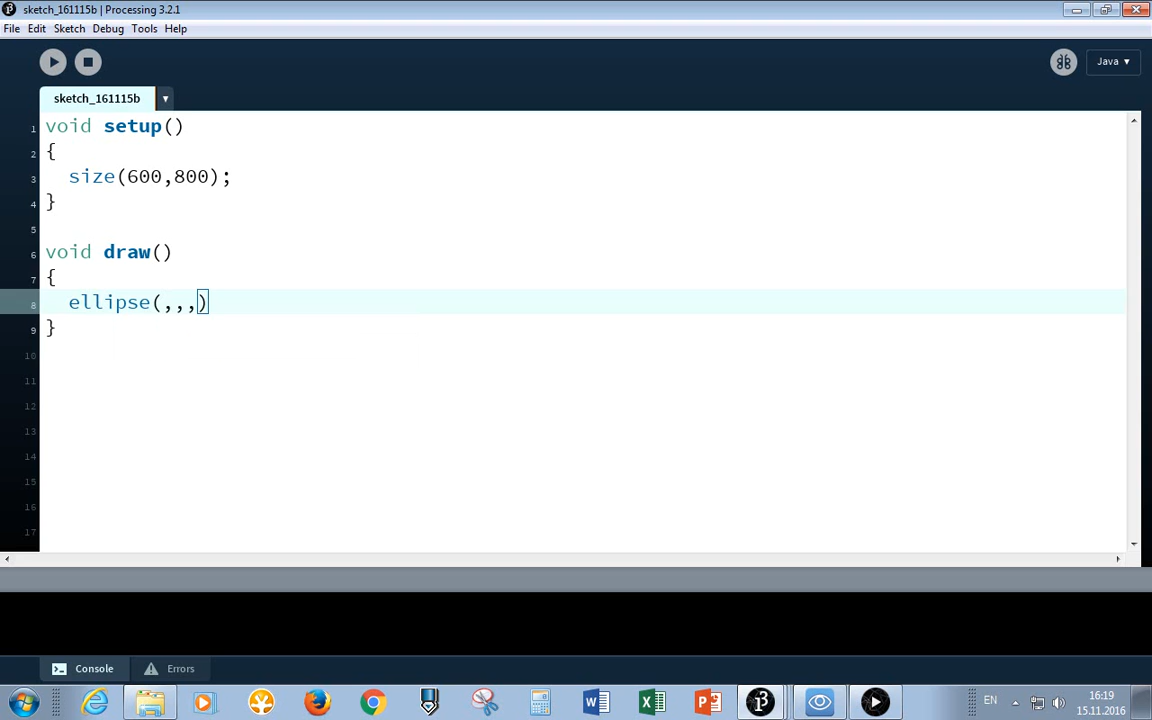 sketch_161115b | Processing 3.2.1
File Edit Sketch Debug Tools Help
Java ▾
sketch_161115b ▾
1 void setup()
2 {
3 size(600,800);
4 }
5
6 void draw()
7 {
8 ellipse(,,,)
9 }
10
11
12
13
14
15
16
17
Console Errors
EN 16:19
15.11.2016